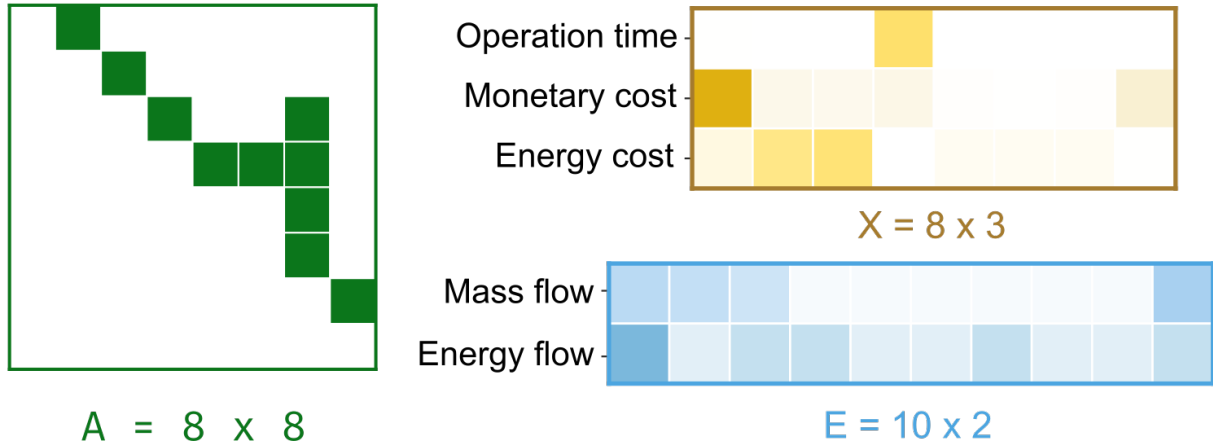 Operation time
Monetary cost
Energy cost
X = 8 x 3
Mass flow
Energy flow
A = 8 x 8
E = 10 x 2